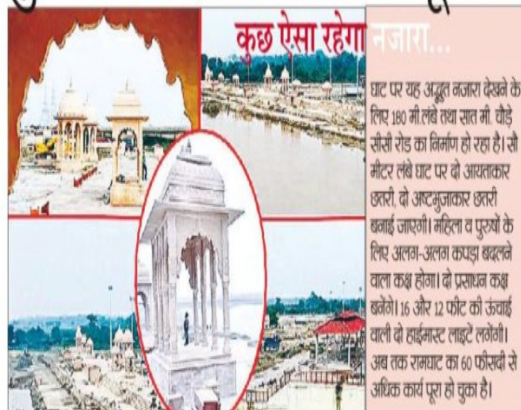 कुछ ऐसा रहेगा नजारा...
घाट पर यह अद्भुत नजारा देखने के
लिए 180 मी.लंबे तथा सात मी. चौड़े
सीसी रोड का निर्माण हो रहा है। सौ
मीटर लंबे घाट पर दो आयताकार
छतरी, दो अष्टभुजाकार छतरी
बनाई जाएगी। महिला व पुरुषों के
लिए अलग-अलग कपड़ा बदलने
वाला कक्ष होगा। दो प्रसाधन कक्ष
बनेंगे। 16 और 12 फीट की ऊंचाई
वाली दो हाईमास्ट लाइटें लगेंगी।
अब तक रामघाट का 60 फीसदी से
अधिक कार्य पूरा हो चुका है।